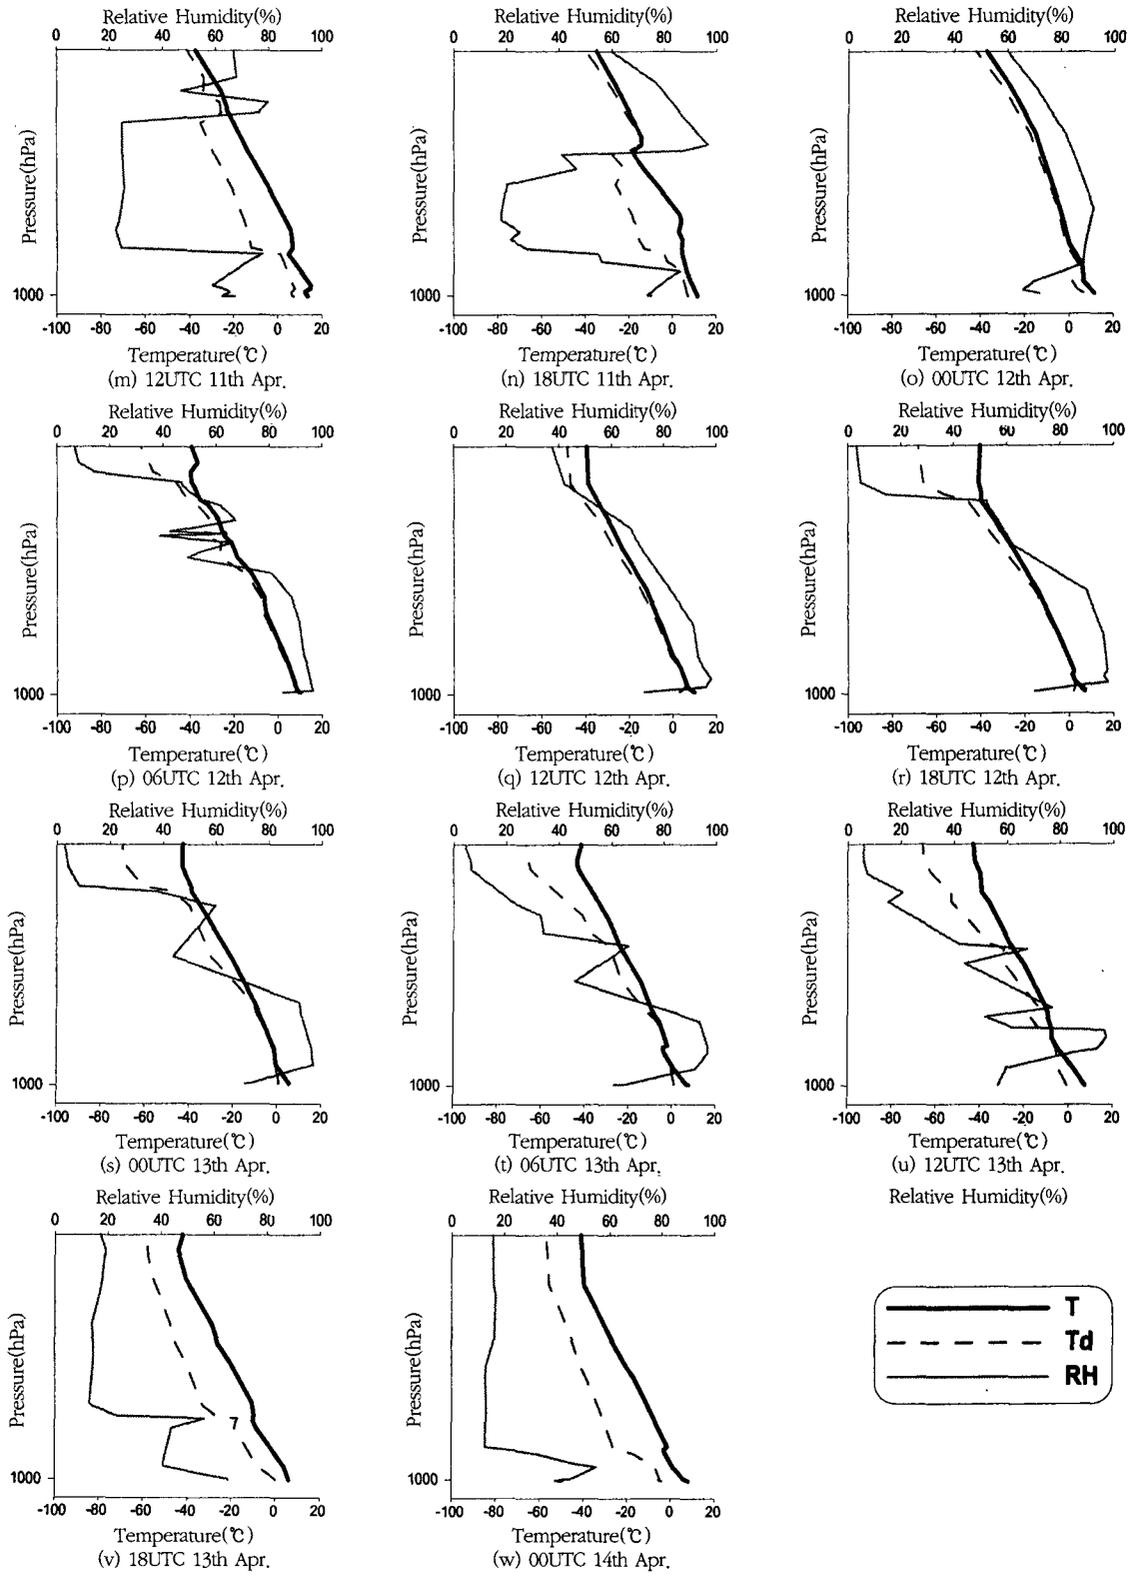 Relative Humidity(%) Relative Humidity(%) Relative Humidity(%)
0 20 40 60 80 100 0 20 40 60 80 100 0 20 40 60 80 100
Pressure(hPa) Pressure(hPa) Pressure(hPa)
1000 1000 1000
-100 -80 -60 -40 -20 0 20 -100 -80 -60 -40 -20 0 20 -100 -80 -60 -40 -20 0 20
Temperature(℃) Temperature(℃) Temperature(℃)
(m) 12UTC 11th Apr. (n) 18UTC 11th Apr. (o) 00UTC 12th Apr.
Relative Humidity(%) Relative Humidity(%) Relative Humidity(%)
0 20 40 60 80 100 0 20 40 60 80 100 0 20 40 60 80 100
Pressure(hPa) Pressure(hPa) Pressure(hPa)
1000 1000 1000
-100 -80 -60 -40 -20 0 20 -100 -80 -60 -40 -20 0 20 -100 -80 -60 -40 -20 0 20
Temperature(℃) Temperature(℃) Temperature(℃)
(p) 06UTC 12th Apr. (q) 12UTC 12th Apr. (r) 18UTC 12th Apr.
Relative Humidity(%) Relative Humidity(%) Relative Humidity(%)
0 20 40 60 80 100 0 20 40 60 80 100 0 20 40 60 80 100
Pressure(hPa) Pressure(hPa) Pressure(hPa)
1000 1000 1000
-100 -80 -60 -40 -20 0 20 -100 -80 -60 -40 -20 0 20 -100 -80 -60 -40 -20 0 20
Temperature(℃) Temperature(℃) Temperature(℃)
(s) 00UTC 13th Apr. (t) 06UTC 13th Apr. (u) 12UTC 13th Apr.
Relative Humidity(%) Relative Humidity(%) Relative Humidity(%)
0 20 40 60 80 100 0 20 40 60 80 100
Pressure(hPa) Pressure(hPa)
T
Td
RH
7
1000 1000
-100 -80 -60 -40 -20 0 20 -100 -80 -60 -40 -20 0 20
Temperature(℃) Temperature(℃)
(v) 18UTC 13th Apr. (w) 00UTC 14th Apr.